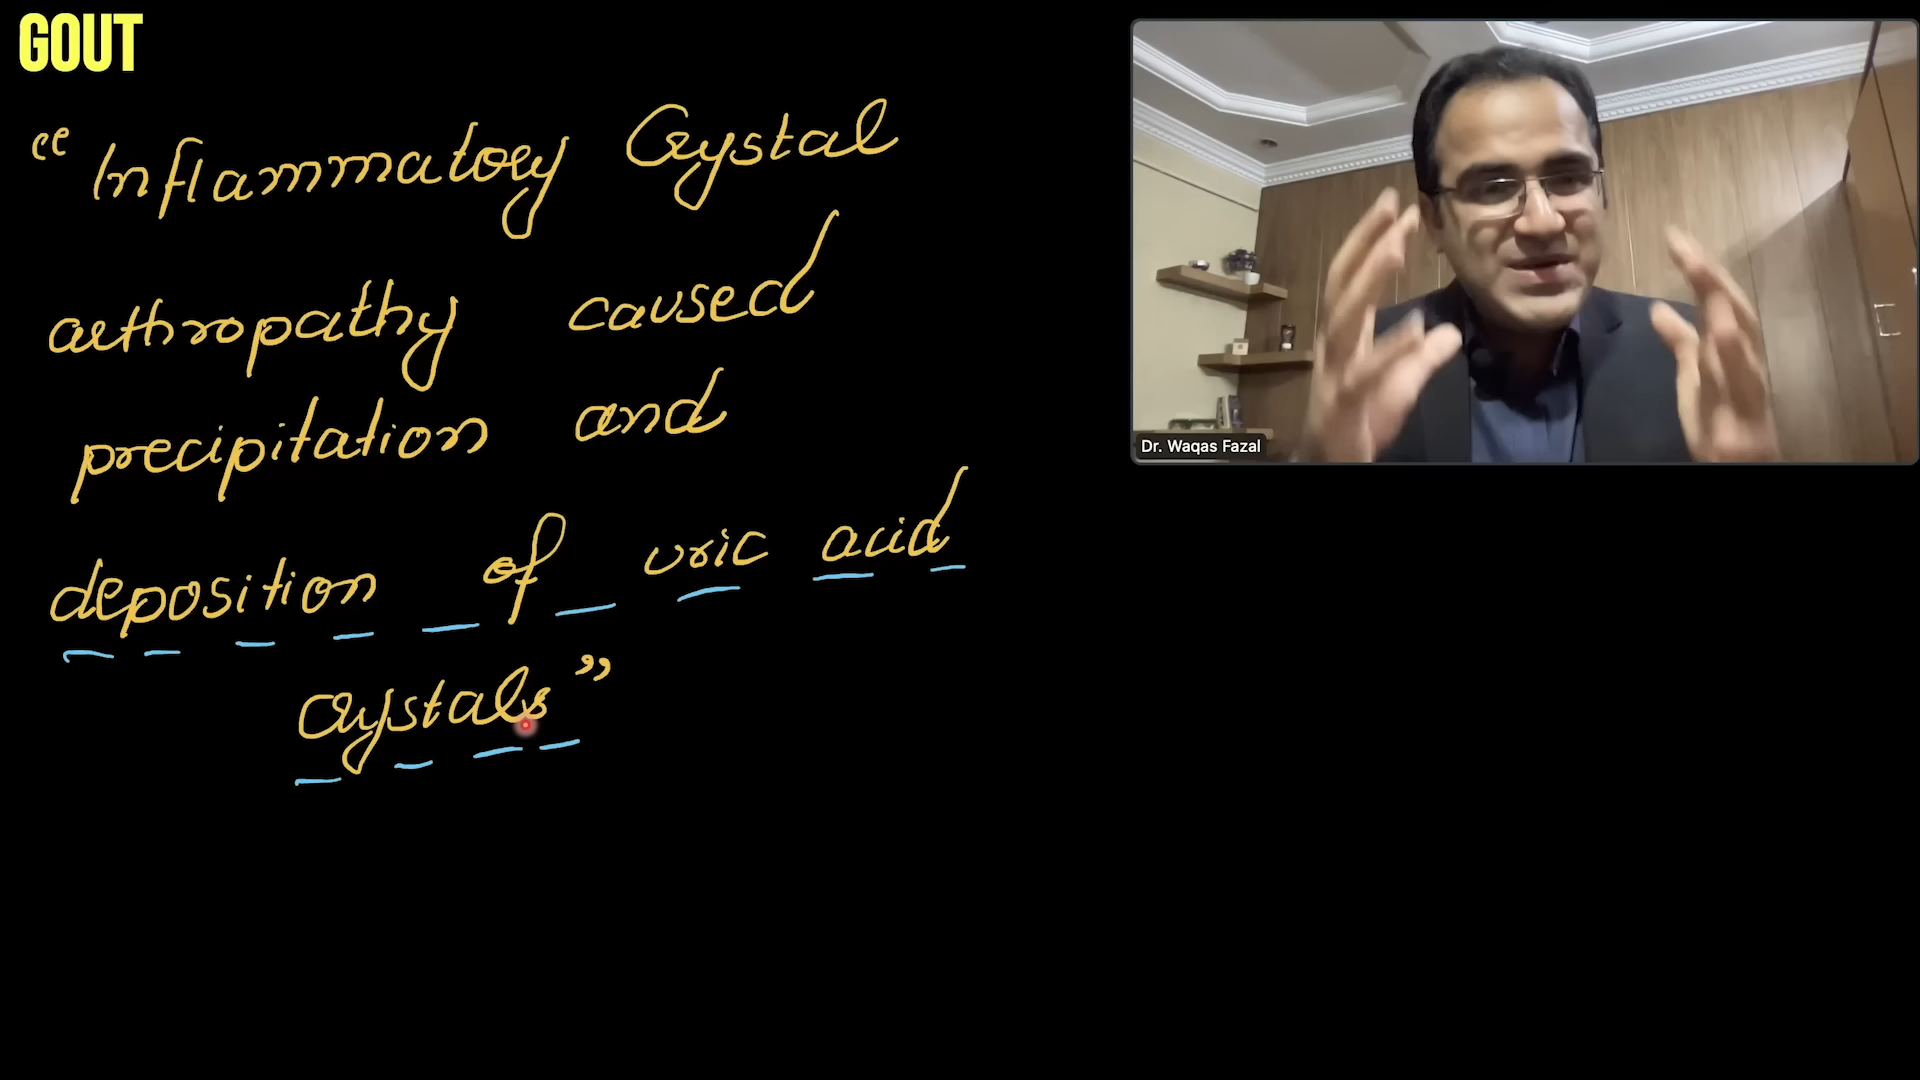 GOUT
“Inflammatory Crystal
arthropathy caused
precipitation and
deposition of uric acid
crystals”
Dr. Waqas Fazal